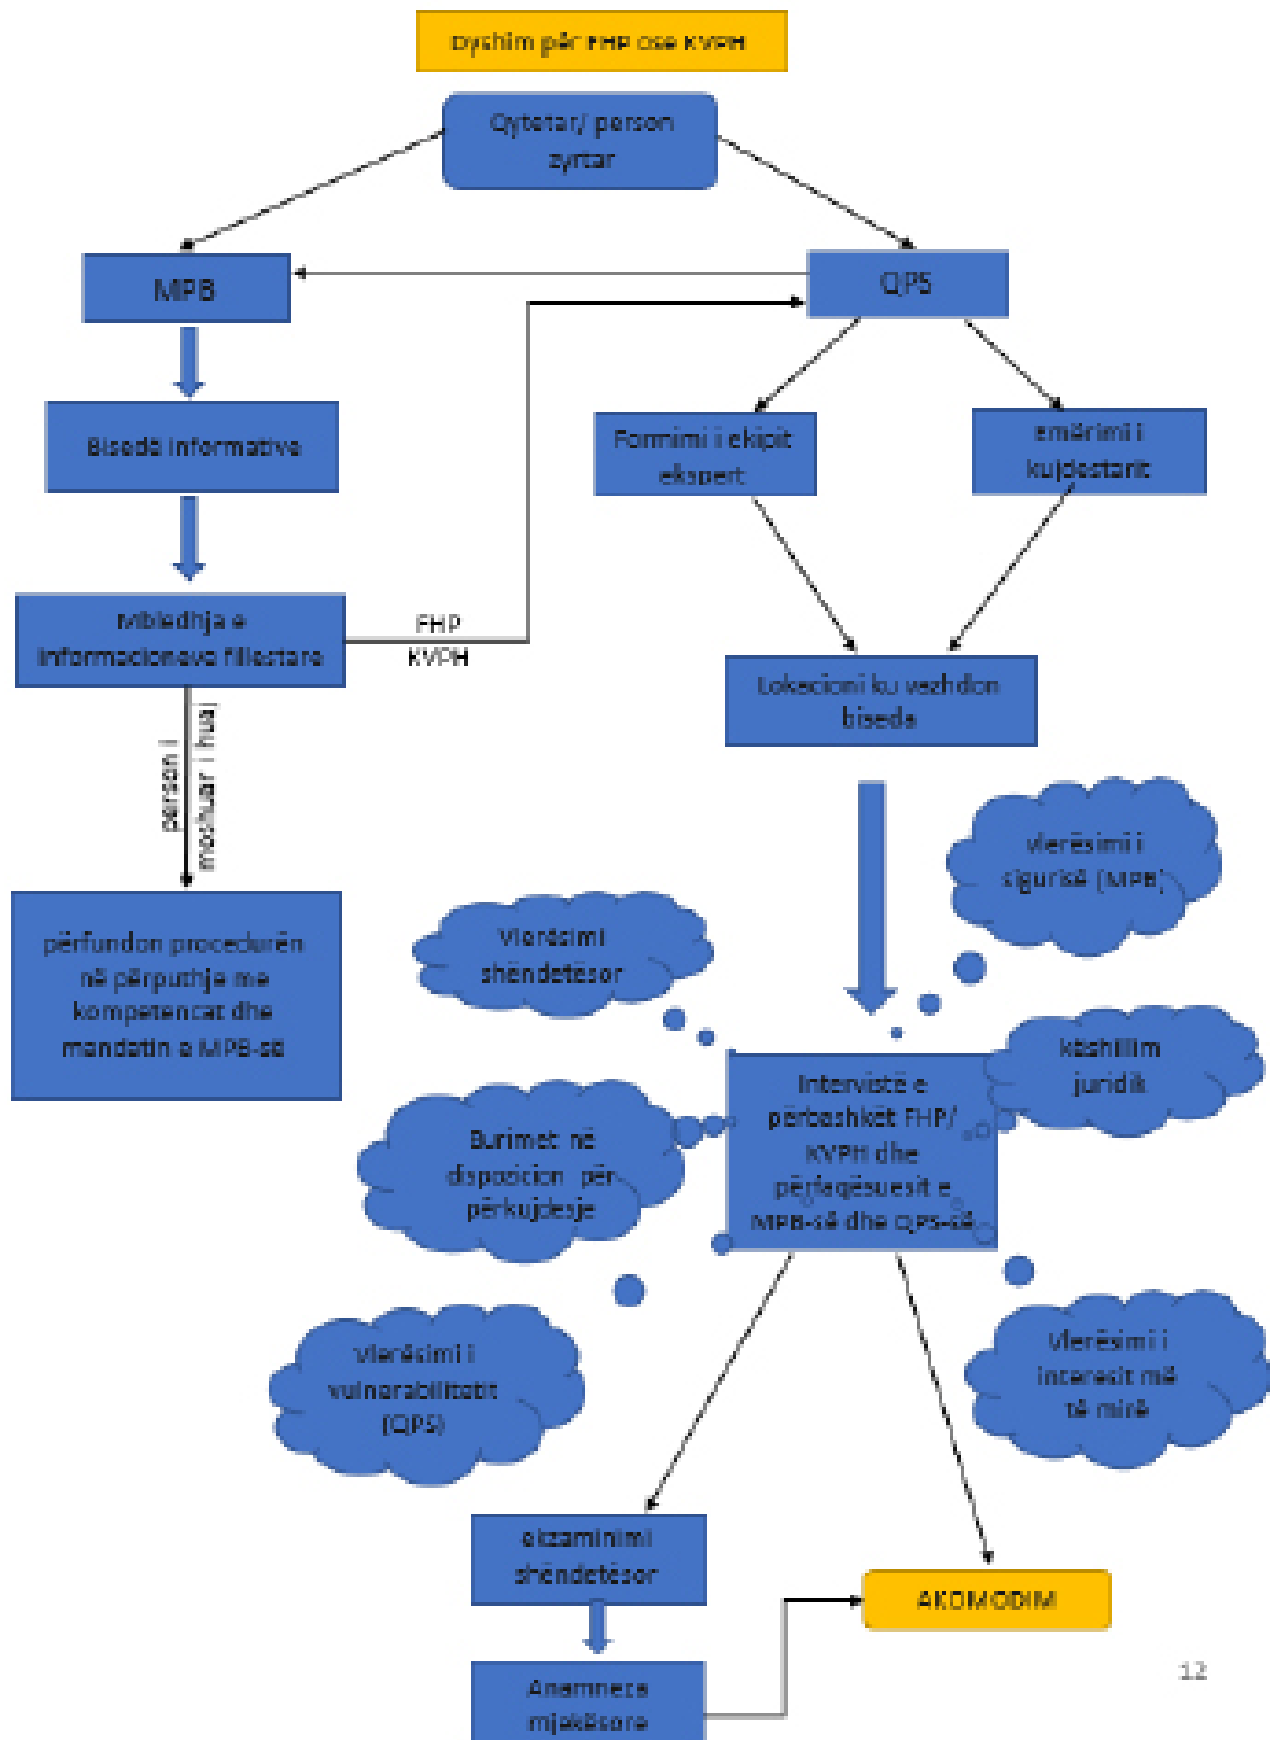 Dyshim për FHP ose KVPH
Qytetar/ person
zyrtar
MPB
QPS
Bisedë informative
Formimi i ekipit
ekspert
Emërimi i
kujdestarit
Mbledhja e
informacioneve fillestare
FHP
KVPH
Lokacioni ku vazhdon
biseda
person i
moshuar i huaj
përfundon procedurën
në përputhje me
kompetencat dhe
mandatin e MPB-së
vlerësimi i
sigurisë (MPB)
Vlerësimi
shëndetësor
këshillim
juridik
Intervistë e
përbashkët FHP/
KVPH dhe
përfaqësuesit e
MPB-së dhe QPS-së
Burimet në
dispozicion për
përkujdesje
Vlerësimi i
vulnerabilitetit
(QPS)
Vlerësimi i
interesit më
të mirë
ekzaminimi
shëndetësor
AKOMODIM
Anamneza
mjekësore
12